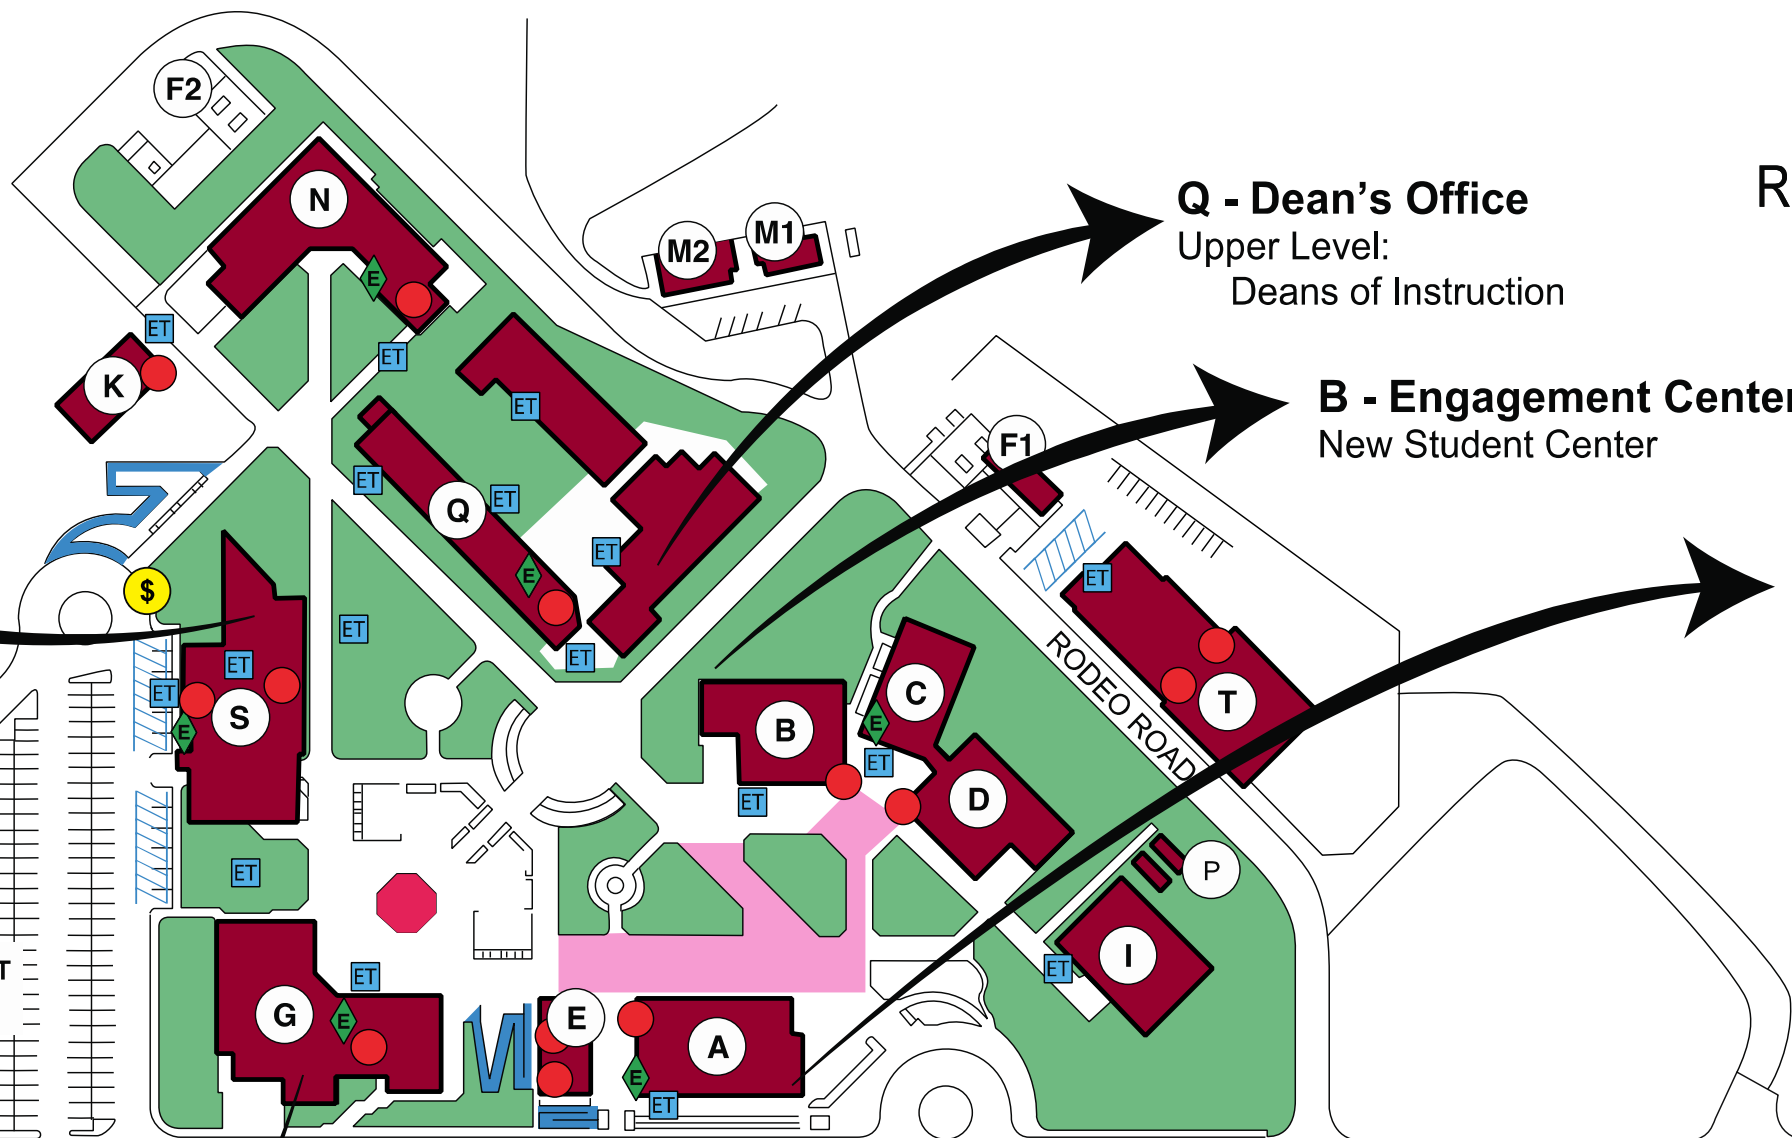 F2
N
M2
M1
Q - Dean's Office
Upper Level:
Deans of Instruction
R
E
ET
ET
K
ET
B - Engagement Center
New Student Center
F1
ET
ET
Q
ET
E
ET
$
ET
ET
ET
ET
ET
S
E
C
E
ET
B
ET
RODEO ROAD
T
D
P
ET
I
ET
T
ET
G
E
E
A
E
ET